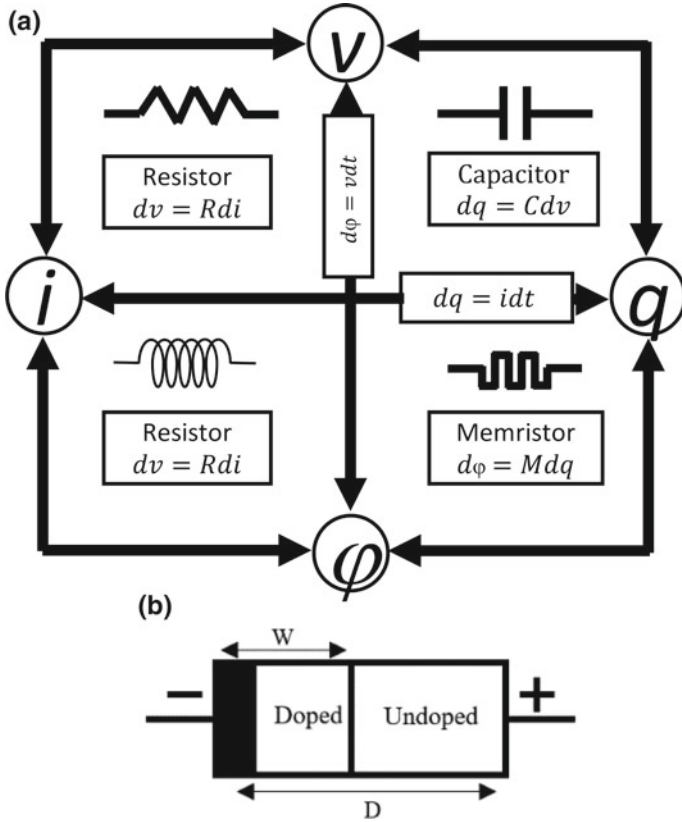 (a)
v
Resistor
dv = Rdi
dφ = vdt
Capacitor
dq = Cdv
i
dq = idt
q
Resistor
dv = Rdi
Memristor
dφ = Mdq
φ
(b)
W
−
Doped
Undoped
+
D